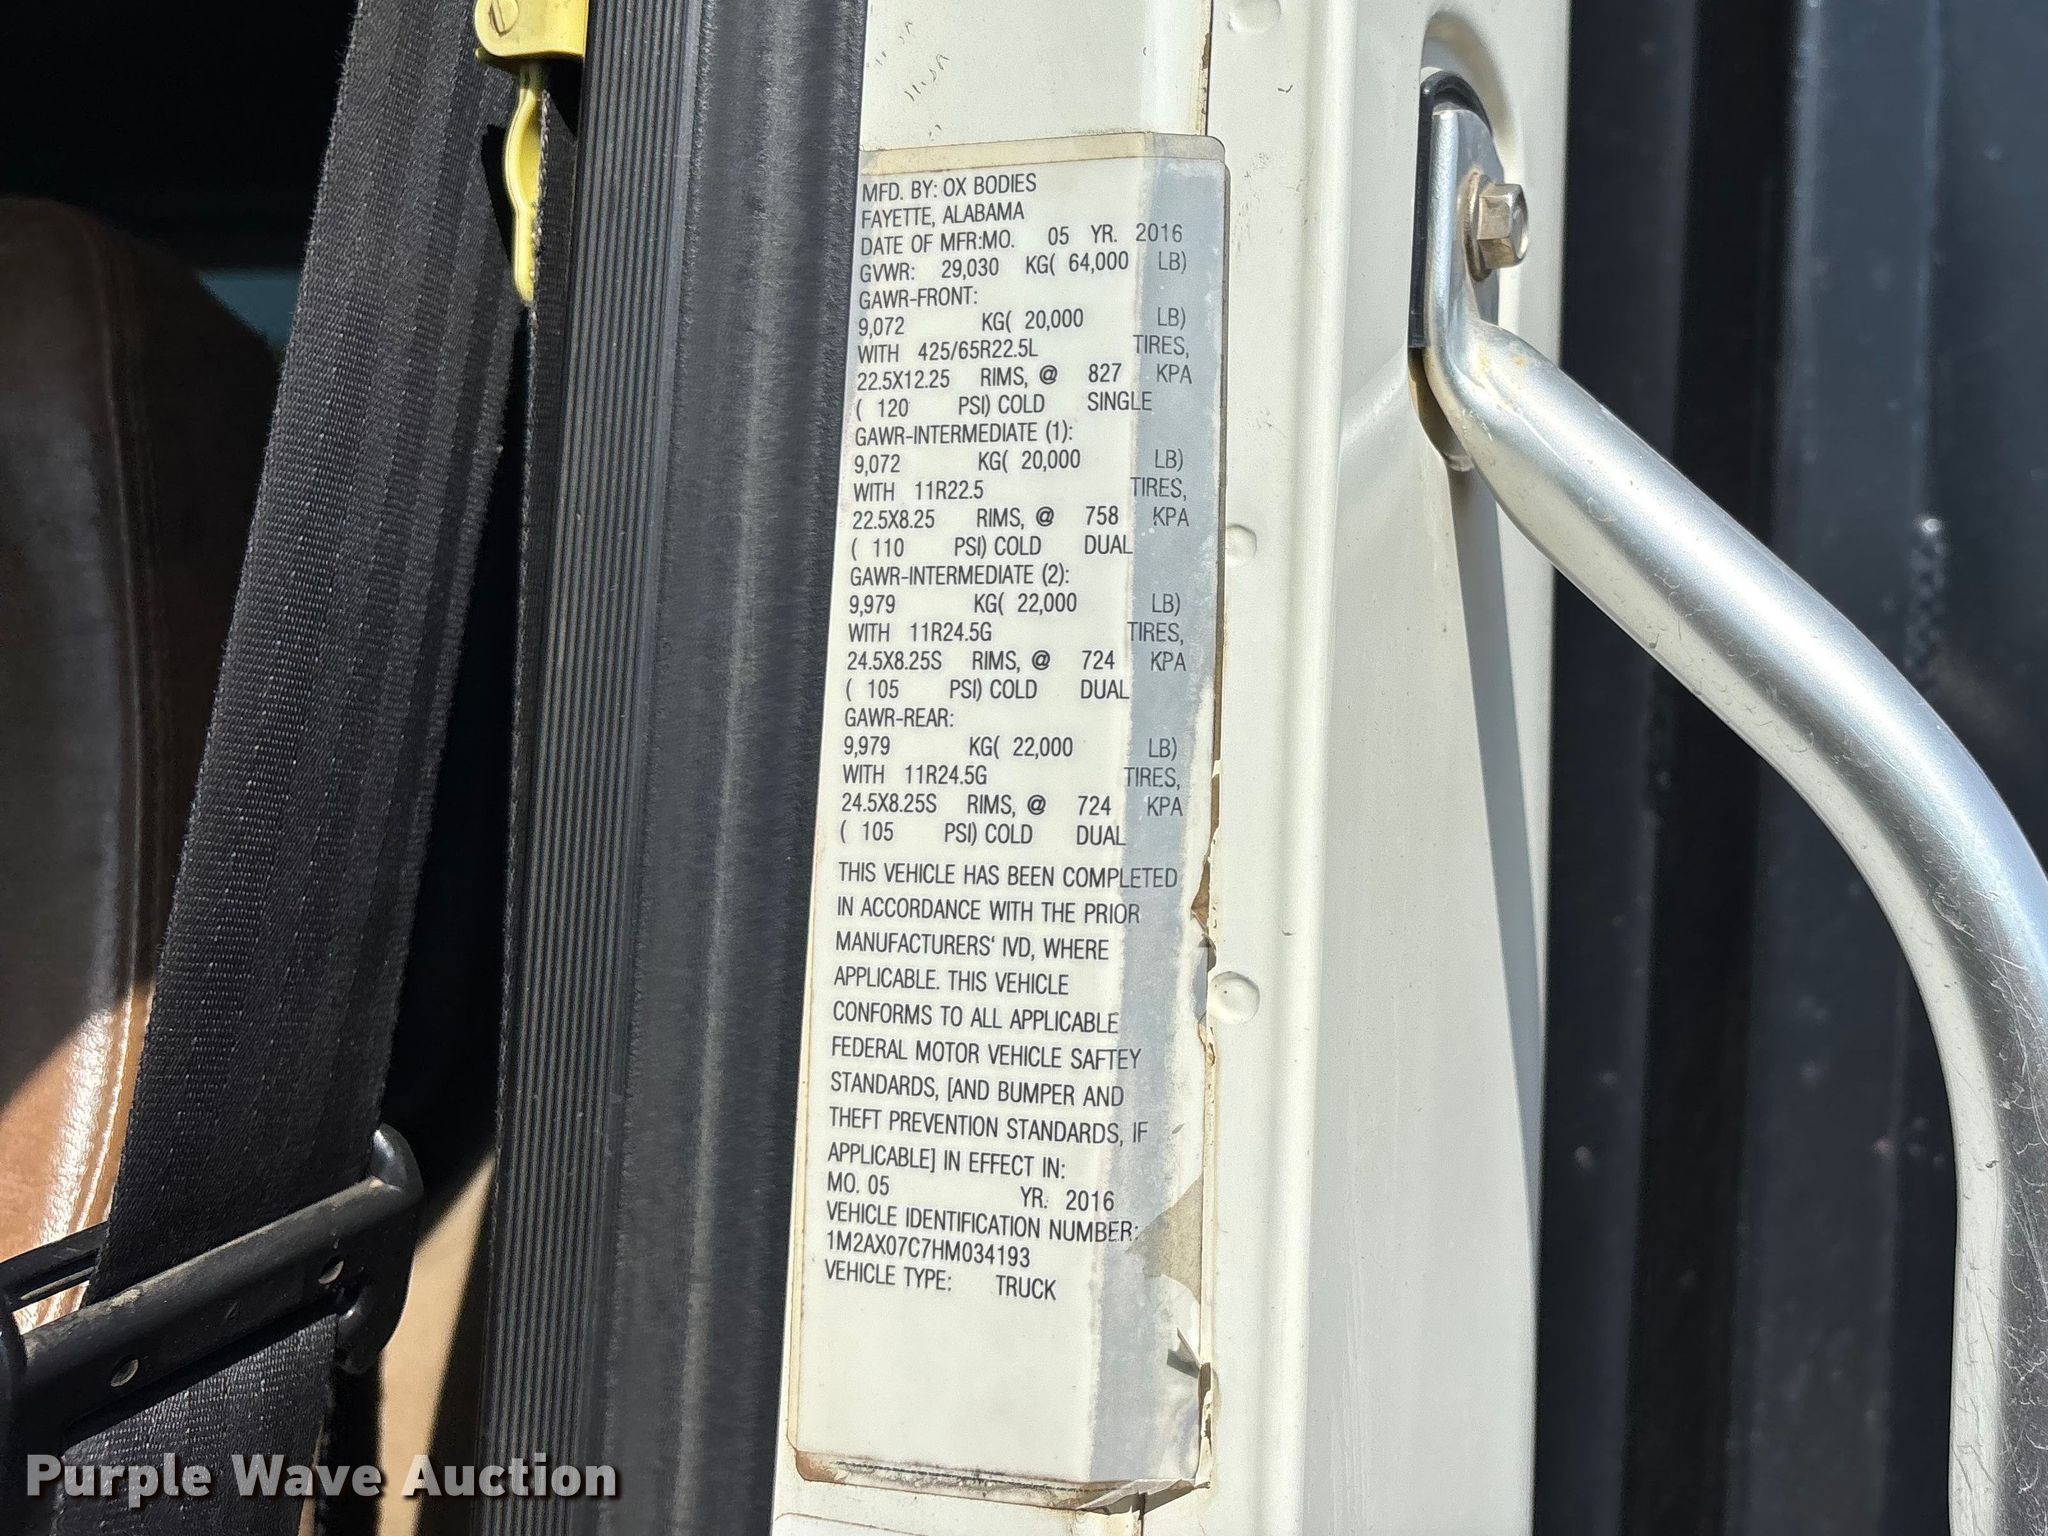 MFD. BY: OX BODIES
FAYETTE, ALABAMA
DATE OF MFR:MO. 05 YR. 2016
GVWR: 29,030 KG( 64,000 LB)
GAWR-FRONT:
9,072 KG( 20,000 LB)
WITH 425/65R22.5L TIRES,
22.5X12.25 RIMS, @ 827 KPA
( 120 PSI) COLD SINGLE
GAWR-INTERMEDIATE (1):
9,072 KG( 20,000 LB)
WITH 11R22.5 TIRES,
22.5X8.25 RIMS, @ 758 KPA
( 110 PSI) COLD DUAL
GAWR-INTERMEDIATE (2):
9,979 KG( 22,000 LB)
WITH 11R24.5G TIRES,
24.5X8.25S RIMS, @ 724 KPA
( 105 PSI) COLD DUAL
GAWR-REAR:
9,979 KG( 22,000 LB)
WITH 11R24.5G TIRES,
24.5X8.25S RIMS, @ 724 KPA
( 105 PSI) COLD DUAL
THIS VEHICLE HAS BEEN COMPLETED
IN ACCORDANCE WITH THE PRIOR
MANUFACTURERS' IVD, WHERE
APPLICABLE. THIS VEHICLE
CONFORMS TO ALL APPLICABLE
FEDERAL MOTOR VEHICLE SAFTEY
STANDARDS, [AND BUMPER AND
THEFT PREVENTION STANDARDS, IF
APPLICABLE] IN EFFECT IN:
MO. 05 YR. 2016
VEHICLE IDENTIFICATION NUMBER:
1M2AX07C7HM034193
VEHICLE TYPE: TRUCK
Purple Wave Auction